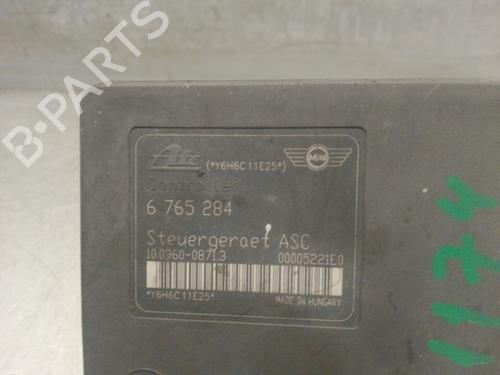 B-PARTS
Ate (*Y6H6C11E25*) MINI
Controller
6 765 284
Steuergeraet ASC
10.0960-0871.3 00005221E0
*Y6H6C11E25* MADE IN HUNGARY
1174